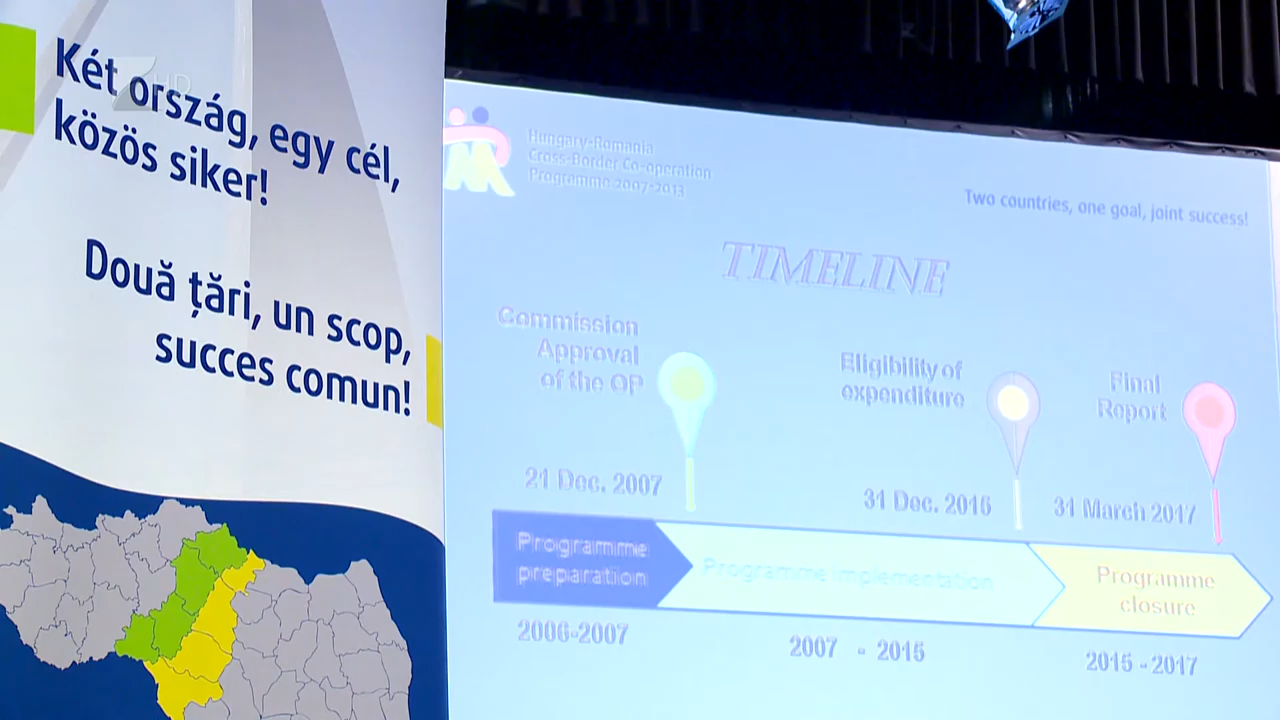 HD
Két ország, egy cél,
közös siker!
Două țări, un scop,
succes comun!
Hungary-Romania
Cross-Border Co-operation
Programme 2007-2013
Two countries, one goal, joint success!
TIMELINE
Commission
Approval
of the OP
Eligibility of
expenditure
Final
Report
21 Dec. 2007
31 Dec. 2015
31 March 2017
Programme
preparation
Programme implementation
Programme
closure
2006-2007
2007 - 2015
2015 - 2017